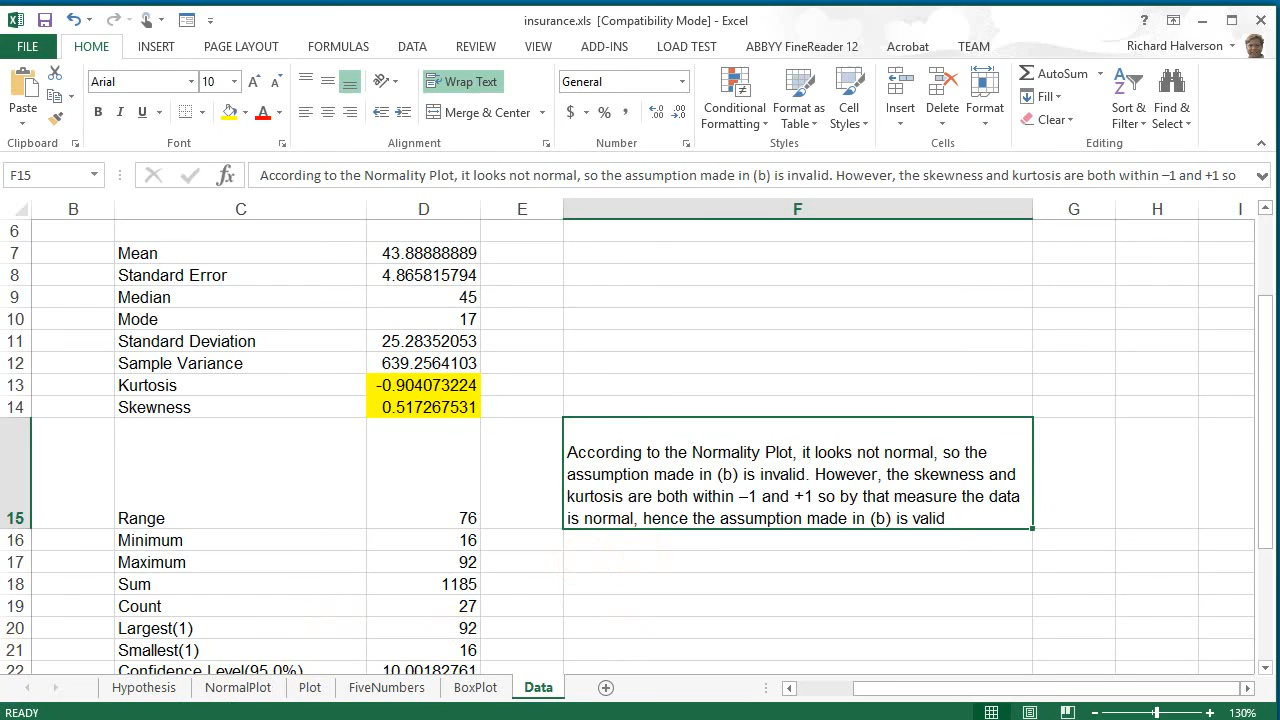 insurance.xls [Compatibility Mode] - Excel
FILE HOME INSERT PAGE LAYOUT FORMULAS DATA REVIEW VIEW ADD-INS LOAD TEST ABBYY FineReader 12 Acrobat TEAM Richard Halverson
Paste
Arial 10
B I U A
Wrap Text
Merge & Center
General
$ % ,
Conditional Formatting
Format as Table
Cell Styles
Insert Delete Format
AutoSum
Fill
Clear
Sort & Filter
Find & Select
Clipboard Font Alignment Number Styles Cells Editing
F15 fx According to the Normality Plot, it looks not normal, so the assumption made in (b) is invalid. However, the skewness and kurtosis are both within –1 and +1 so
B C D E F G H I
6
7 Mean 43.88888889
8 Standard Error 4.865815794
9 Median 45
10 Mode 17
11 Standard Deviation 25.28352053
12 Sample Variance 639.2564103
13 Kurtosis -0.904073224
14 Skewness 0.517267531
According to the Normality Plot, it looks not normal, so the
assumption made in (b) is invalid. However, the skewness and
kurtosis are both within –1 and +1 so by that measure the data
is normal, hence the assumption made in (b) is valid
15 Range 76
16 Minimum 16
17 Maximum 92
18 Sum 1185
19 Count 27
20 Largest(1) 92
21 Smallest(1) 16
22 Confidence Level(95.0%) 10.00182761
Hypothesis NormalPlot Plot FiveNumbers BoxPlot Data
READY 130%